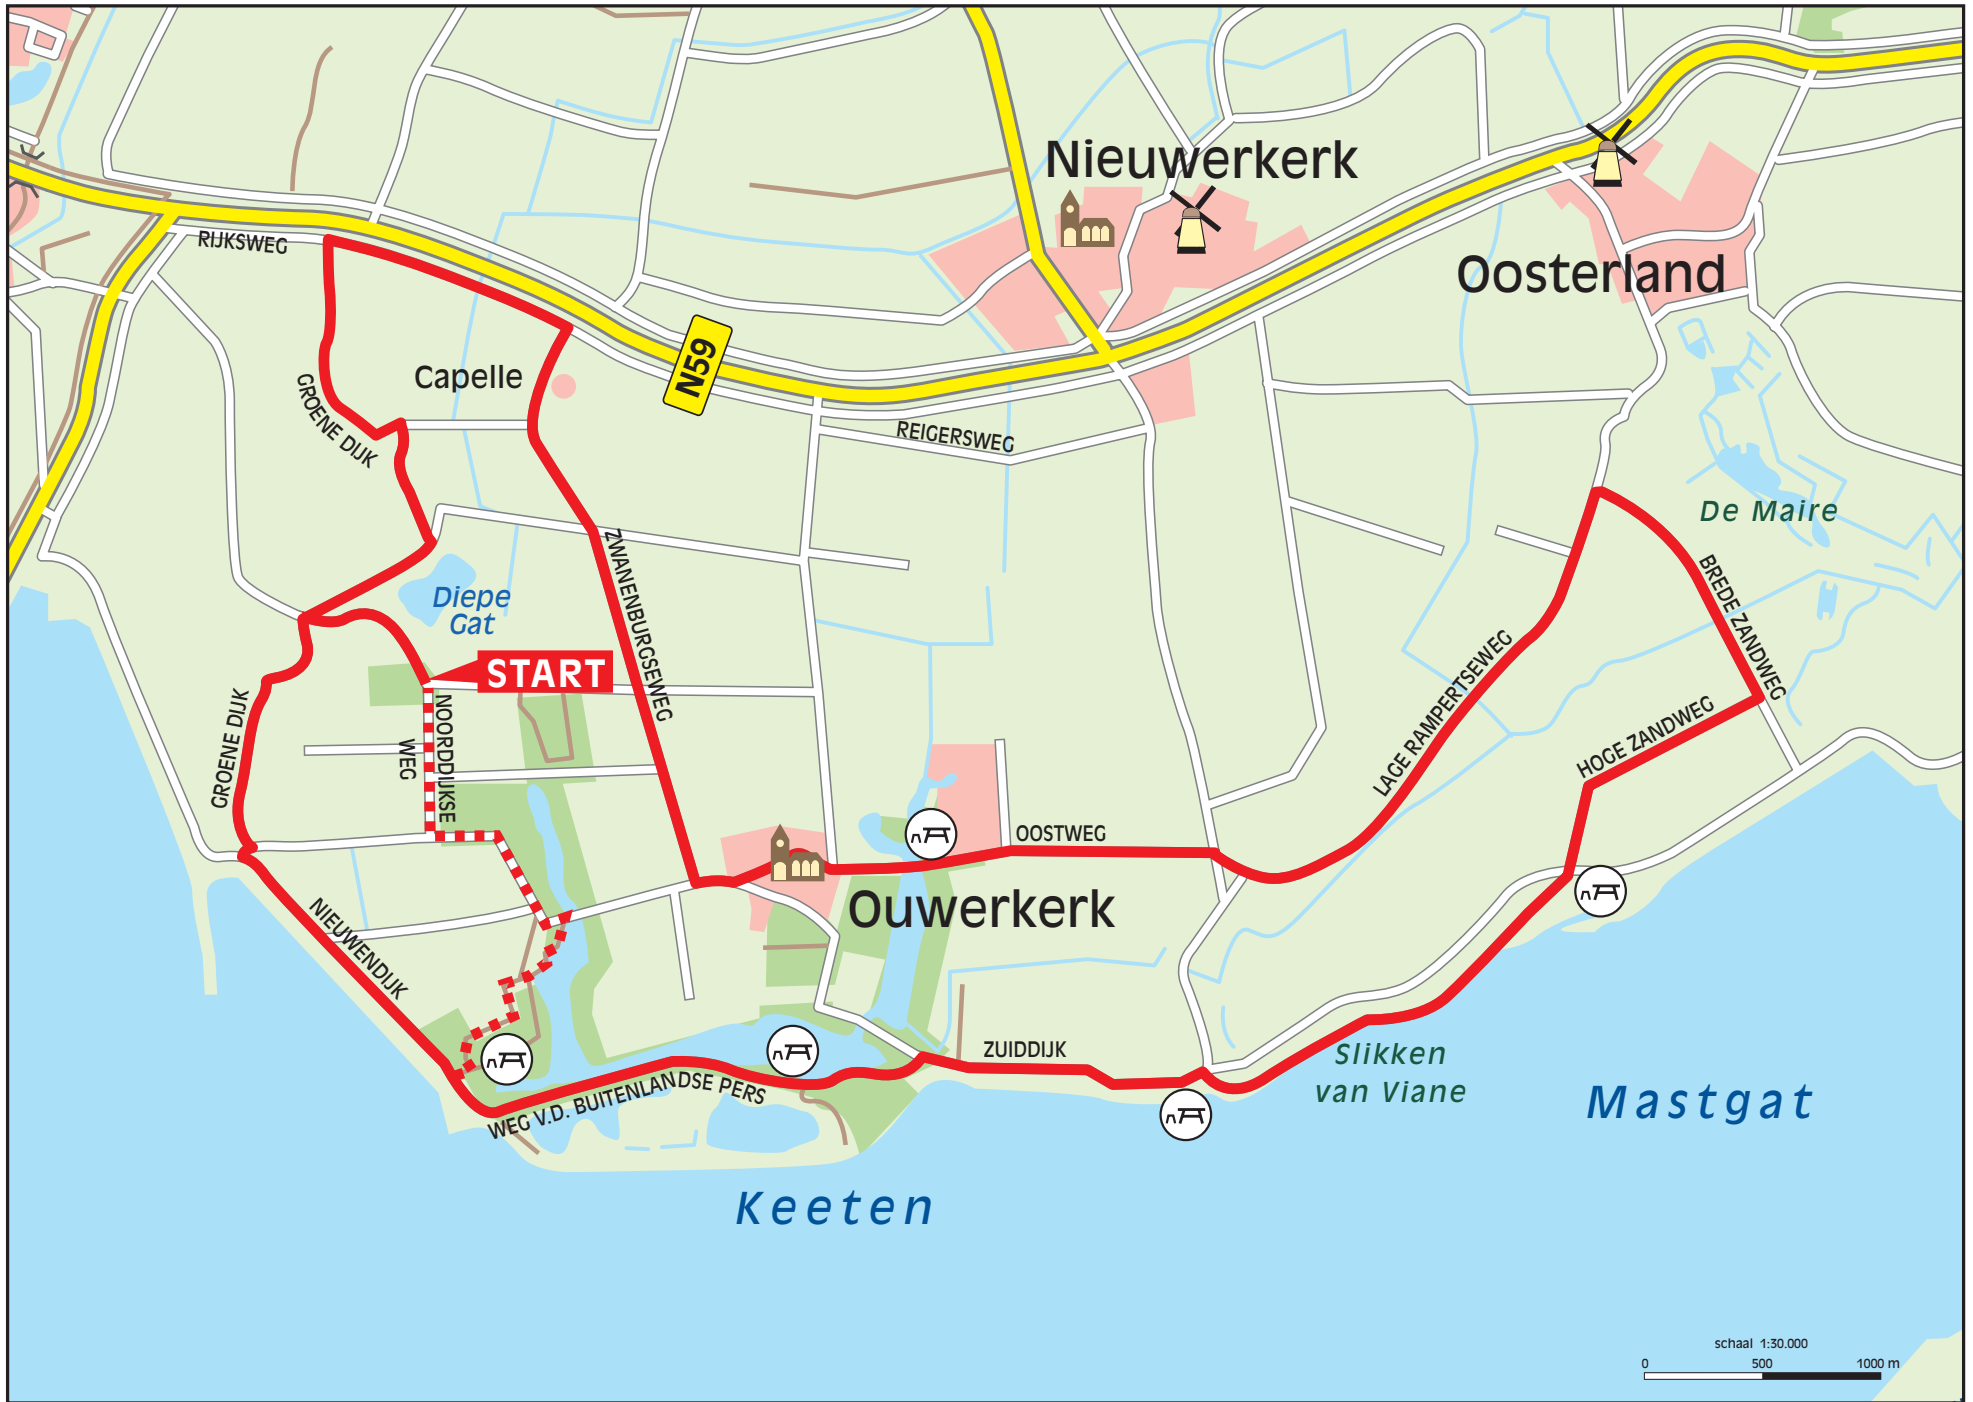 Nieuwerkerk
RIJKSWEG
Oosterland
N59
Capelle
GROENE DIJK
REIGERSWEG
De Maire
ZWANENBURGSEWEG
BREDE ZANDWEG
Diepe
Gat
START
LAGE RAMPERTSEWEG
GROENE DIJK
NOORDDIJKSE
WEG
HOGE ZANDWEG
OOSTWEG
Ouwerkerk
NIEUWENDIJK
ZUIDDIJK
Slikken
van Viane
WEG V.D. BUITENLANDSE PERS
Mastgat
Keeten
schaal 1:30.000
0 500 1000 m